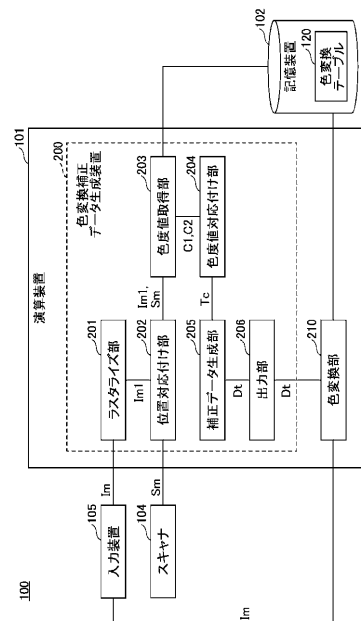 100
101
演算装置
102
記憶装置
120
色変換
テーブル
200
色変換補正
データ生成装置
105
入力装置
Im
201
ラスタライズ部
Im1
104
スキャナ
Sm
202
位置対応付け部
Im1,
Sm
203
色度値取得部
C1,C2
204
色度値対応付け部
Tc
205
補正データ生成部
Dt
206
出力部
Dt
210
色変換部
Im